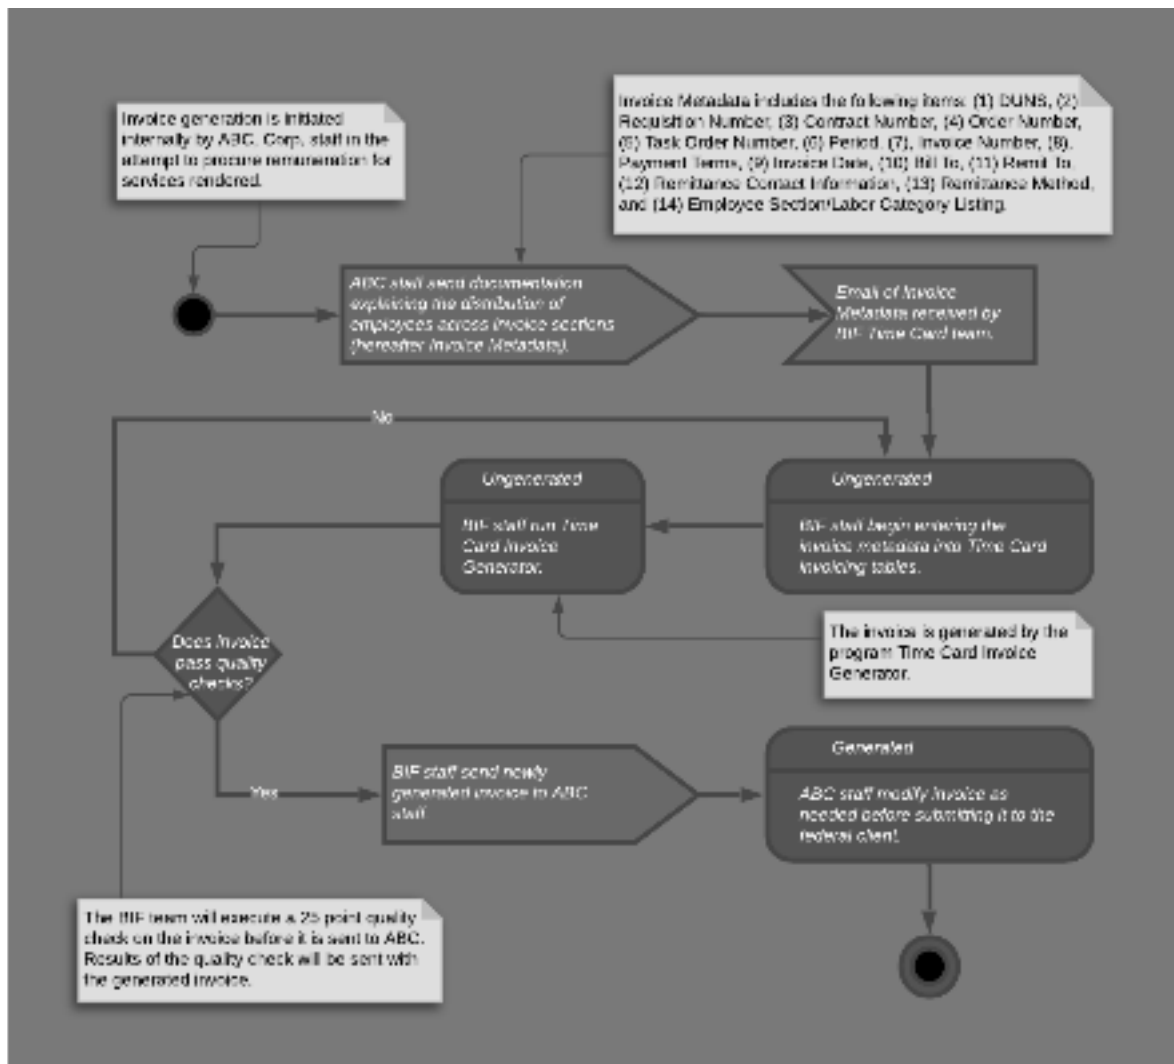 Invoice generation is initiated
internally by ABC, Corp. staff in the
attempt to procure remuneration for
services rendered.
Invoice Metadata includes the following items: (1) DUNS, (2)
Requisition Number, (3) Contract Number, (4) Order Number,
(5) Task Order Number, (6) Period, (7), Invoice Number, (8),
Payment Terms, (9) Invoice Date, (10) Bill To, (11) Remit To,
(12) Remittance Contact Information, (13) Remittance Method,
and (14) Employee Section/Labor Category Listing.
ABC staff send documentation
explaining the distribution of
employees across invoice sections
(hereafter Invoice Metadata).
Email of Invoice
Metadata received by
BIF Time Card team.
No
Ungenerated
BIF staff run Time
Card Invoice
Generator.
Ungenerated
BIF staff begin entering the
invoice metadata into Time Card
Invoicing tables.
Does invoice
pass quality
checks?
The invoice is generated by the
program Time Card Invoice
Generator.
Yes
BIF staff send newly
generated invoice to ABC
staff
Generated
ABC staff modify invoice as
needed before submitting it to the
federal client.
The BIF team will execute a 25 point quality
check on the invoice before it is sent to ABC.
Results of the quality check will be sent with
the generated invoice.